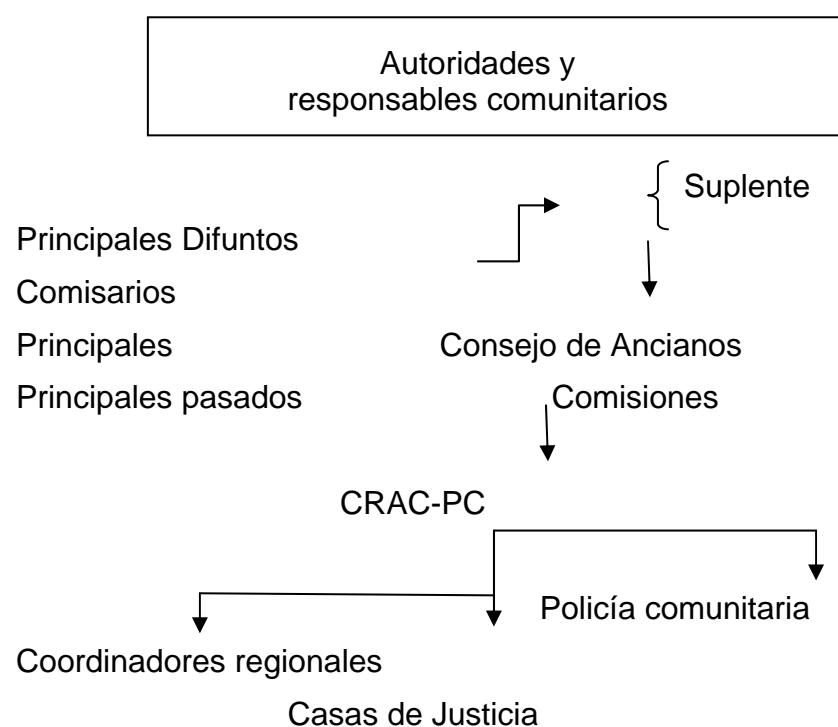 Autoridades y
responsables comunitarios
Suplente
Principales Difuntos
Comisarios
Principales
Consejo de Ancianos
Principales pasados
Comisiones
CRAC-PC
Policía comunitaria
Coordinadores regionales
Casas de Justicia